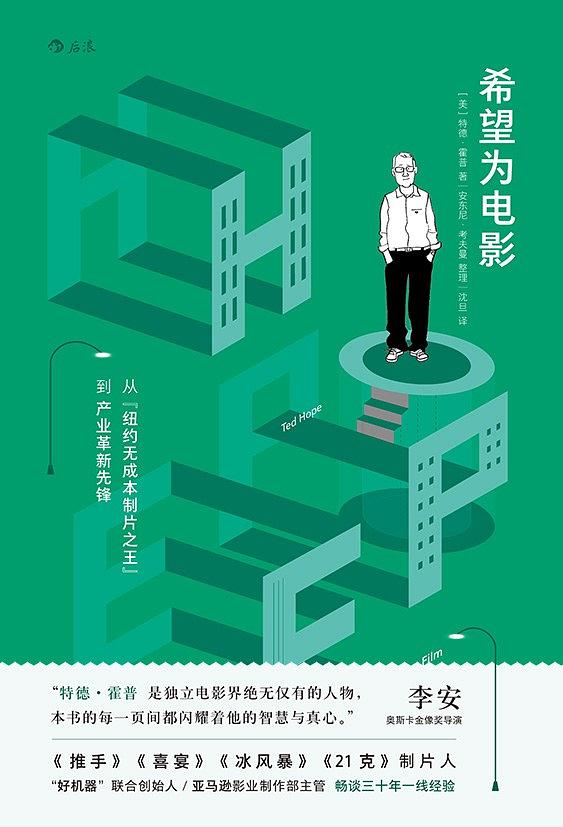 后浪
希望为电影
[美] 特德·霍普 著 | 安东尼·考夫曼 整理 | 沈旦 译
从『纽约无成本制片之王』
到 产业革新先锋
Ted Hope
Film
“特德·霍普 是独立电影界绝无仅有的人物，
本书的每一页间都闪耀着他的智慧与真心。”
李安
奥斯卡金像奖导演
《推手》《喜宴》《冰风暴》《21克》制片人
“好机器”联合创始人 / 亚马逊影业制作部主管 畅谈三十年一线经验